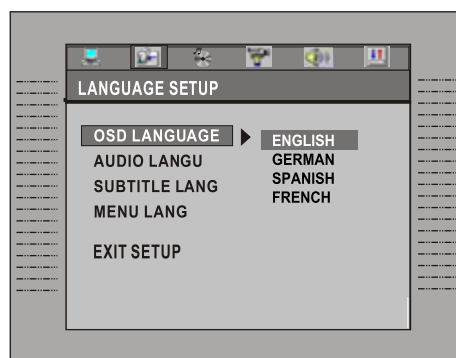 LANGUAGE SETUP
OSD LANGUAGE
ENGLISH
GERMAN
SPANISH
FRENCH
AUDIO LANGU
SUBTITLE LANG
MENU LANG
EXIT SETUP